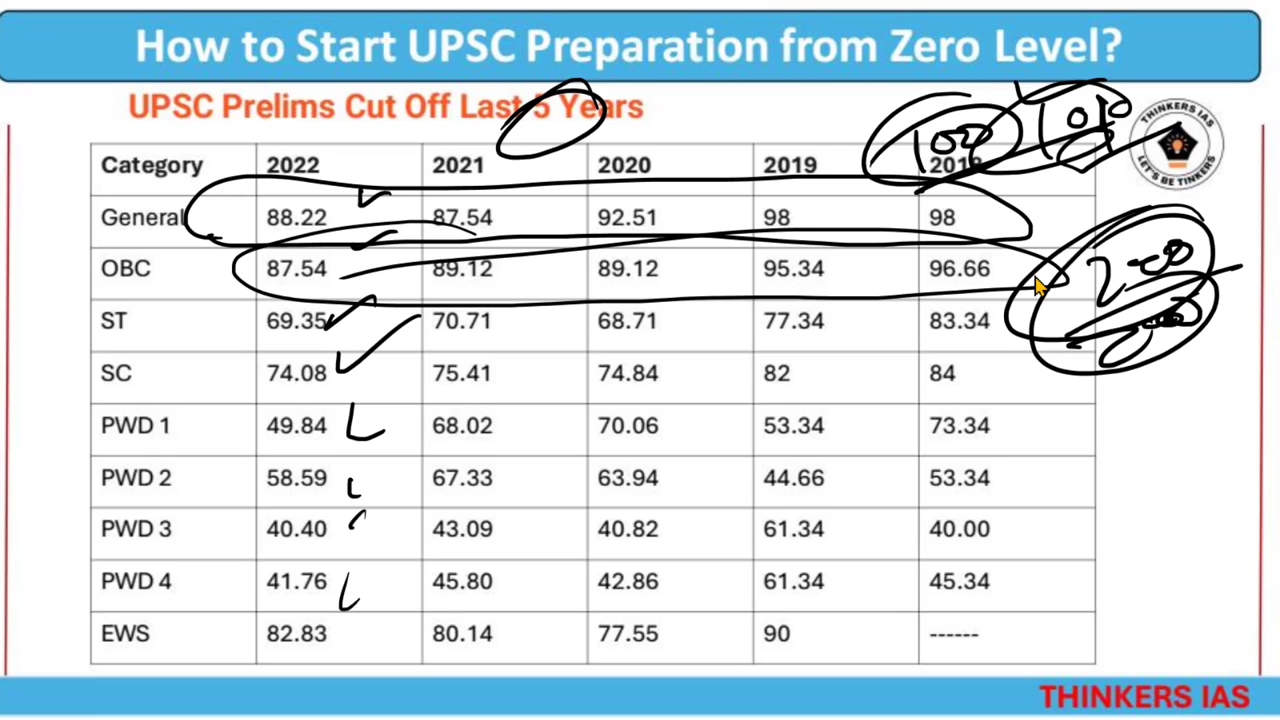 How to Start UPSC Preparation from Zero Level?
UPSC Prelims Cut Off Last 5 Years
THINKERS IAS
LET'S BE TINKERS
Category 2022 2021 2020 2019 2018
General 88.22 87.54 92.51 98 98
OBC 87.54 89.12 89.12 95.34 96.66
ST 69.35 70.71 68.71 77.34 83.34
SC 74.08 75.41 74.84 82 84
PWD 1 49.84 68.02 70.06 53.34 73.34
PWD 2 58.59 67.33 63.94 44.66 53.34
PWD 3 40.40 43.09 40.82 61.34 40.00
PWD 4 41.76 45.80 42.86 61.34 45.34
EWS 82.83 80.14 77.55 90 ------
THINKERS IAS